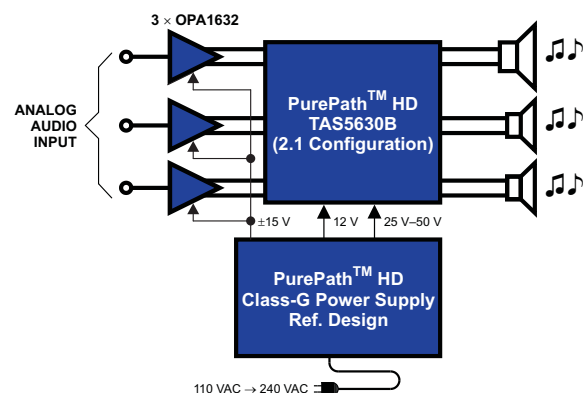 3 × OPA1632
ANALOG
AUDIO
INPUT
PurePath™ HD
TAS5630B
(2.1 Configuration)
±15 V
12 V
25 V–50 V
PurePath™ HD
Class-G Power Supply
Ref. Design
110 VAC → 240 VAC